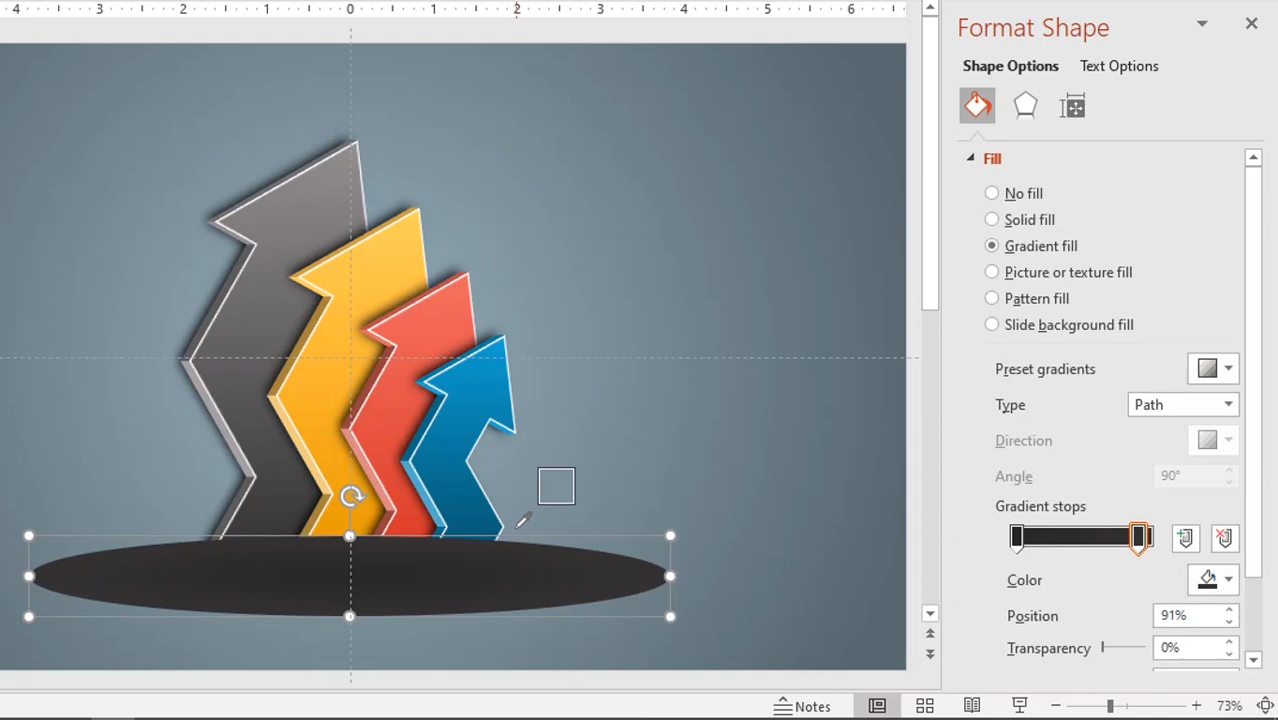 4 3 2 1 0 1 2 3 4 5 6
Format Shape
Shape Options Text Options
Fill
No fill
Solid fill
Gradient fill
Picture or texture fill
Pattern fill
Slide background fill
Preset gradients
Type Path
Direction
Angle 90°
Gradient stops
Color
Position 91%
Transparency 0%
Notes 73%